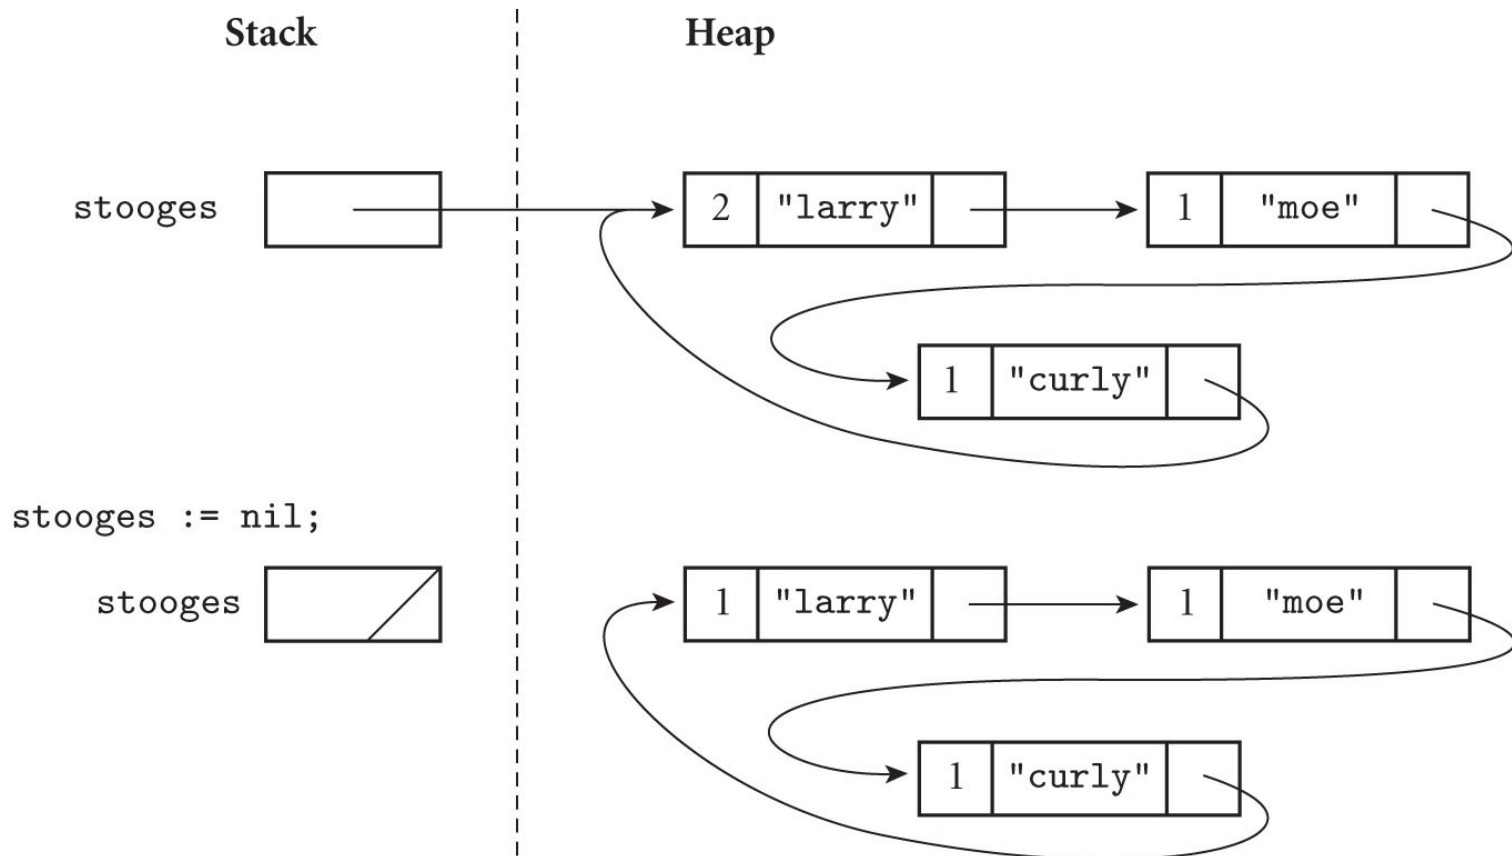 Stack Heap
stooges 2 "larry" 1 "moe"
1 "curly"
stooges := nil;
stooges 1 "larry" 1 "moe"
1 "curly"